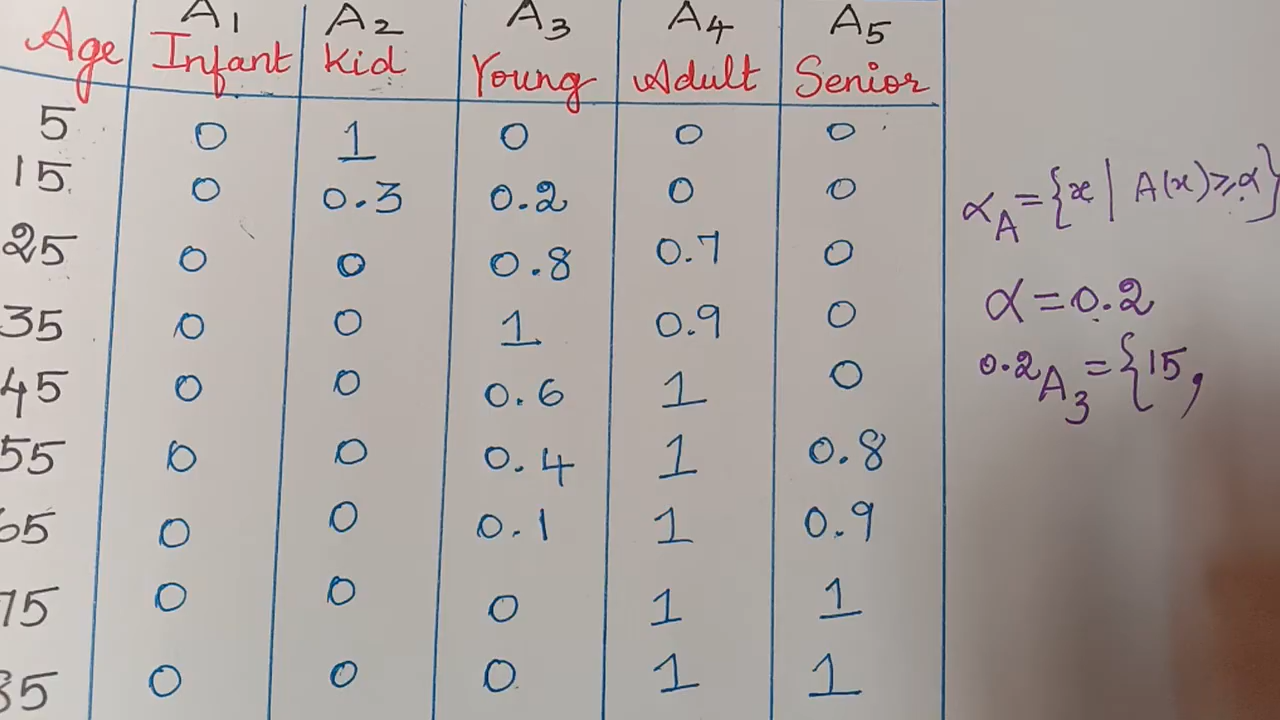 A1 A2 A3 A4 A5
Age Infant Kid Young Adult Senior
5 0 1 0 0 0
15 0 0.3 0.2 0 0
25 0 0 0.8 0.7 0
35 0 0 1 0.9 0
45 0 0 0.6 1 0
55 0 0 0.4 1 0.8
65 0 0 0.1 1 0.9
75 0 0 0 1 1
85 0 0 0 1 1
αA = {x | A(x) ≥ α}
α = 0.2
0.2A3 = {15,